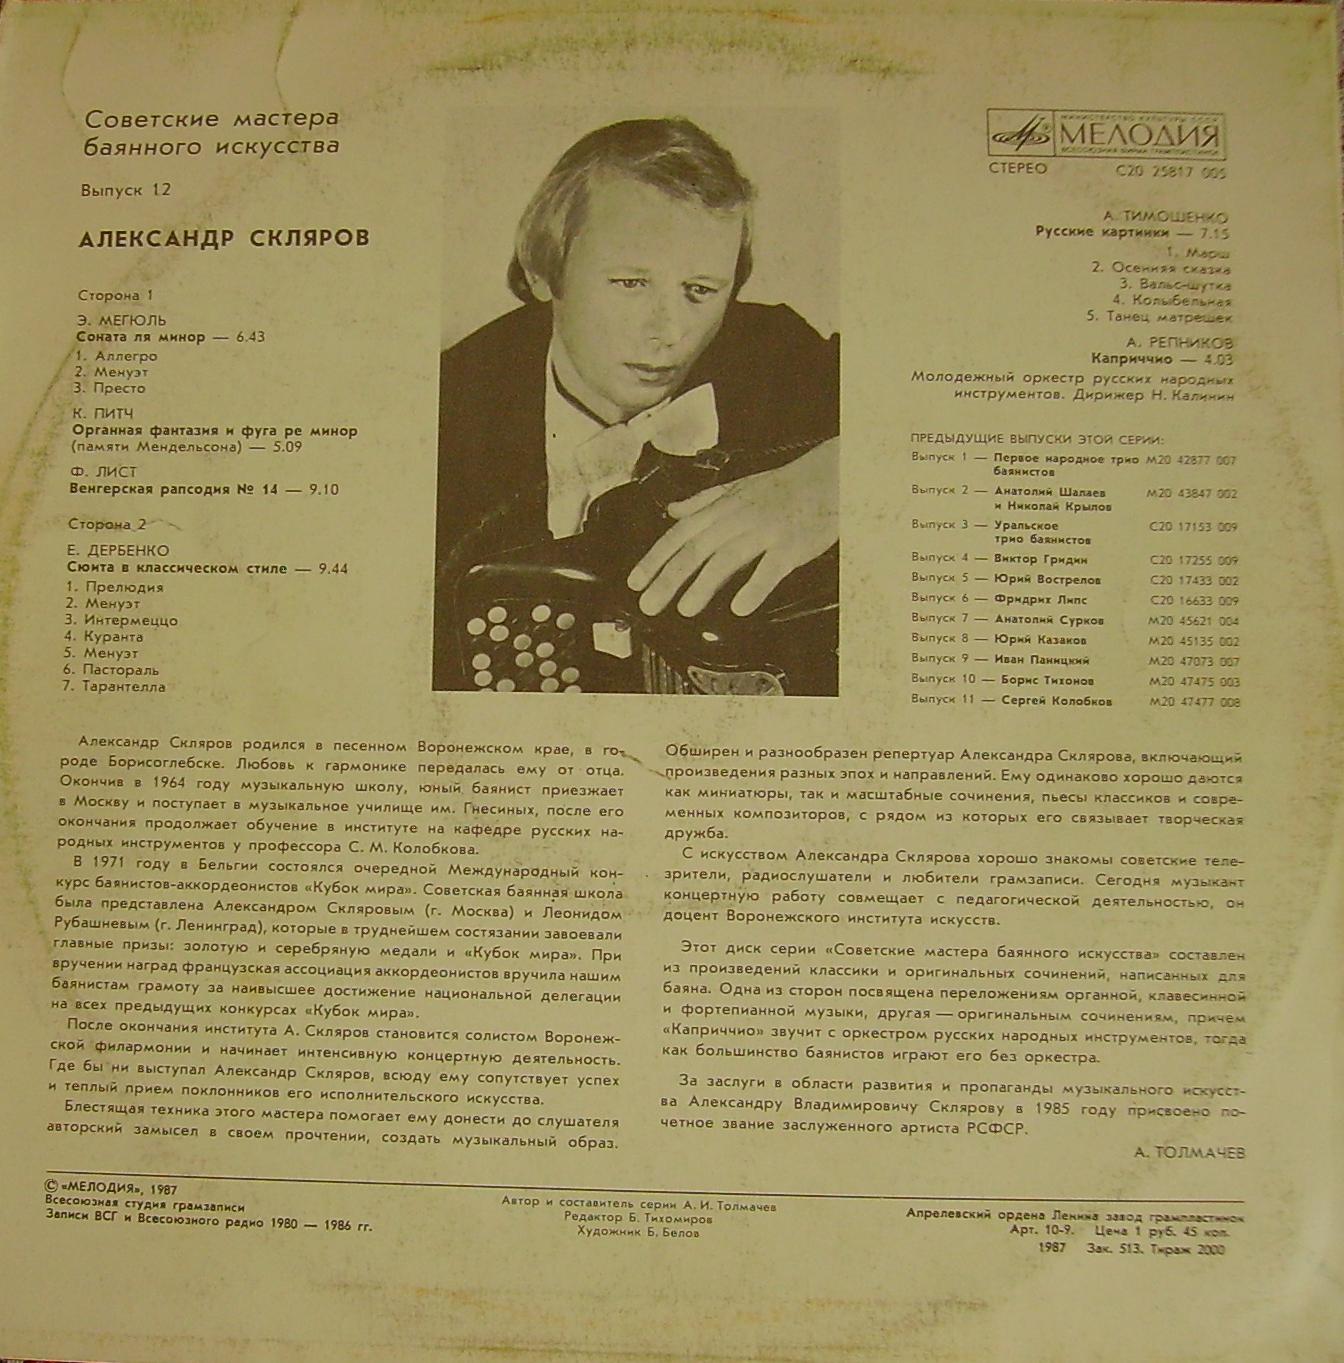 Советские мастера
баянного искусства
Выпуск 12
АЛЕКСАНДР СКЛЯРОВ
Сторона 1
Э. МЕГЮЛЬ
Соната ля минор — 6.43
1. Аллегро
2. Менуэт
3. Престо
К. ПИТЧ
Органная фантазия и фуга ре минор
(памяти Мендельсона) — 5.09
Ф. ЛИСТ
Венгерская рапсодия № 14 — 9.10
Сторона 2
Е. ДЕРБЕНКО
Сюита в классическом стиле — 9.44
1. Прелюдия
2. Менуэт
3. Интермеццо
4. Куранта
5. Менуэт
6. Пастораль
7. Тарантелла
МИНИСТЕРСТВО КУЛЬТУРЫ СССР
МЕЛОДИЯ
ВСЕСОЮЗНАЯ ФИРМА ГРАМПЛАСТИНОК
СТЕРЕО С20 25817 005
А. ТИМОШЕНКО
Русские картинки — 7.15
1. Марш
2. Осенняя сказка
3. Вальс-шутка
4. Колыбельная
5. Танец матрешек
А. РЕПНИКОВ
Каприччио — 4.03
Молодежный оркестр русских народных
инструментов. Дирижер Н. Калинин
ПРЕДЫДУЩИЕ ВЫПУСКИ ЭТОЙ СЕРИИ:
Выпуск 1 — Первое народное трио М20 42877 007
баянистов
Выпуск 2 — Анатолий Шалаев М20 43847 002
и Николай Крылов
Выпуск 3 — Уральское С20 17153 009
трио баянистов
Выпуск 4 — Виктор Гридин С20 17255 009
Выпуск 5 — Юрий Вострелов С20 17433 002
Выпуск 6 — Фридрих Липс С20 16633 009
Выпуск 7 — Анатолий Сурков М20 45621 004
Выпуск 8 — Юрий Казаков М20 45135 002
Выпуск 9 — Иван Паницкий М20 47073 007
Выпуск 10 — Борис Тихонов М20 47475 003
Выпуск 11 — Сергей Колобков М20 47477 008
Александр Скляров родился в песенном Воронежском крае, в го-
роде Борисоглебске. Любовь к гармонике передалась ему от отца.
Окончив в 1964 году музыкальную школу, юный баянист приезжает
в Москву и поступает в музыкальное училище им. Гнесиных, после его
окончания продолжает обучение в институте на кафедре русских на-
родных инструментов у профессора С. М. Колобкова.
В 1971 году в Бельгии состоялся очередной Международный кон-
курс баянистов-аккордеонистов «Кубок мира». Советская баянная школа
была представлена Александром Скляровым (г. Москва) и Леонидом
Рубашневым (г. Ленинград), которые в труднейшем состязании завоевали
главные призы: золотую и серебряную медали и «Кубок мира». При
вручении наград французская ассоциация аккордеонистов вручила нашим
баянистам грамоту за наивысшее достижение национальной делегации
на всех предыдущих конкурсах «Кубок мира».
После окончания института А. Скляров становится солистом Воронеж-
ской филармонии и начинает интенсивную концертную деятельность.
Где бы ни выступал Александр Скляров, всюду ему сопутствует успех
и теплый прием поклонников его исполнительского искусства.
Блестящая техника этого мастера помогает ему донести до слушателя
авторский замысел в своем прочтении, создать музыкальный образ.
Обширен и разнообразен репертуар Александра Склярова, включающий
произведения разных эпох и направлений. Ему одинаково хорошо даются
как миниатюры, так и масштабные сочинения, пьесы классиков и совре-
менных композиторов, с рядом из которых его связывает творческая
дружба.
С искусством Александра Склярова хорошо знакомы советские теле-
зрители, радиослушатели и любители грамзаписи. Сегодня музыкант
концертную работу совмещает с педагогической деятельностью, он
доцент Воронежского института искусств.
Этот диск серии «Советские мастера баянного искусства» составлен
из произведений классики и оригинальных сочинений, написанных для
баяна. Одна из сторон посвящена переложениям органной, клавесинной
и фортепианной музыки, другая — оригинальным сочинениям, причем
«Каприччио» звучит с оркестром русских народных инструментов, тогда
как большинство баянистов играют его без оркестра.
За заслуги в области развития и пропаганды музыкального искусст-
ва Александру Владимировичу Склярову в 1985 году присвоено по-
четное звание заслуженного артиста РСФСР.
А. ТОЛМАЧЕВ
© «МЕЛОДИЯ», 1987
Всесоюзная студия грамзаписи
Записи ВСГ и Всесоюзного радио 1980 — 1986 гг.
Автор и составитель серии А. И. Толмачев
Редактор Б. Тихомиров
Художник Б. Белов
Апрелевский ордена Ленина завод грампластинок
Арт. 10-9. Цена 1 руб. 45 коп.
1987 Зак. 513. Тираж 2000